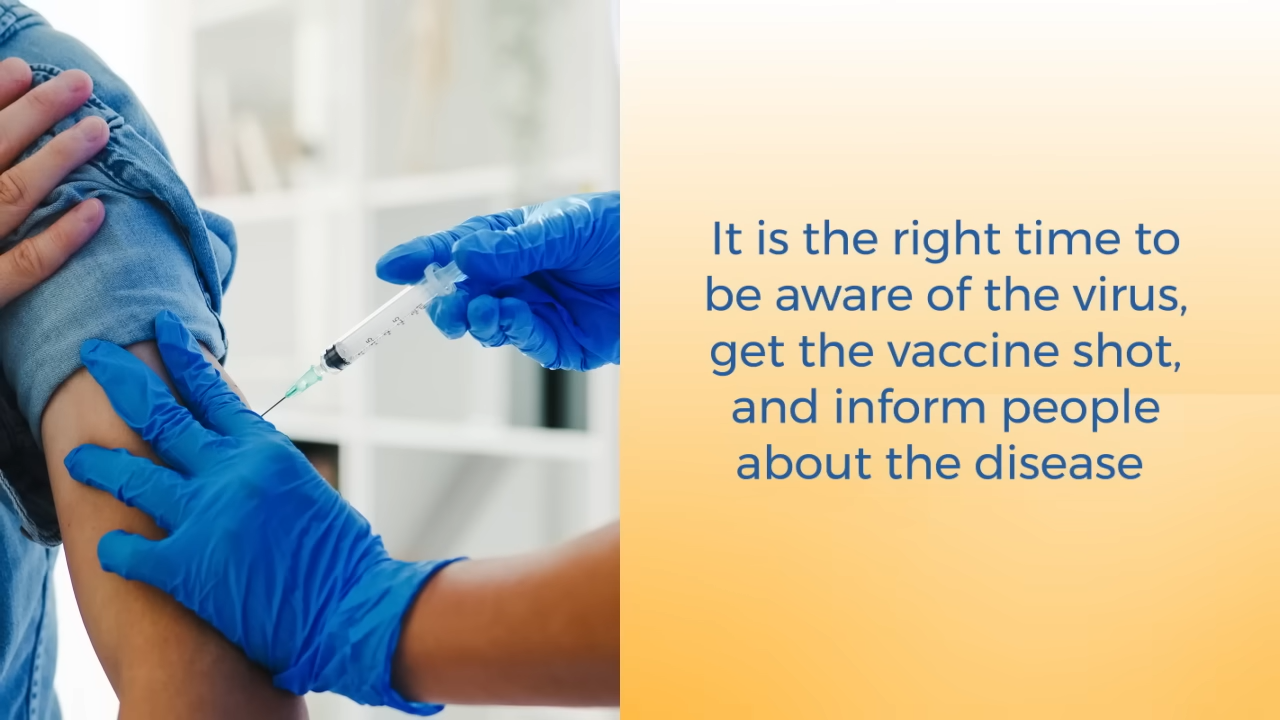 It is the right time to
be aware of the virus,
get the vaccine shot,
and inform people
about the disease